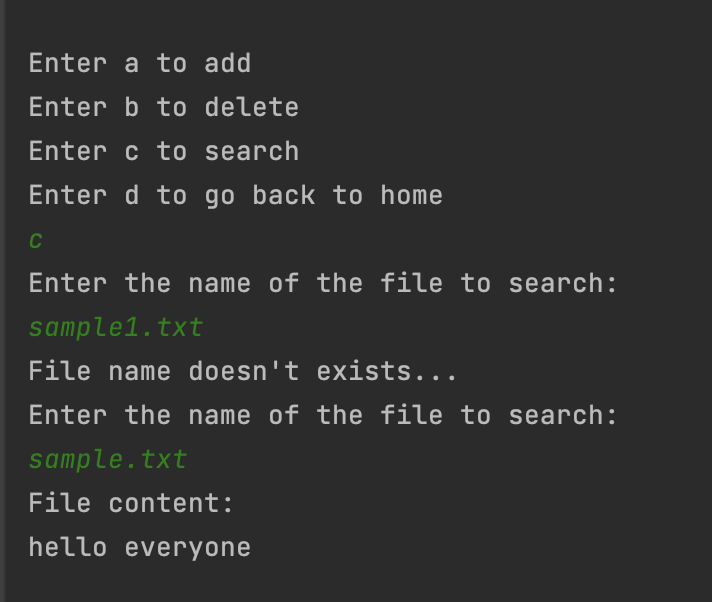 Enter a to add
Enter b to delete
Enter c to search
Enter d to go back to home
c
Enter the name of the file to search:
sample1.txt
File name doesn't exists...
Enter the name of the file to search:
sample.txt
File content:
hello everyone